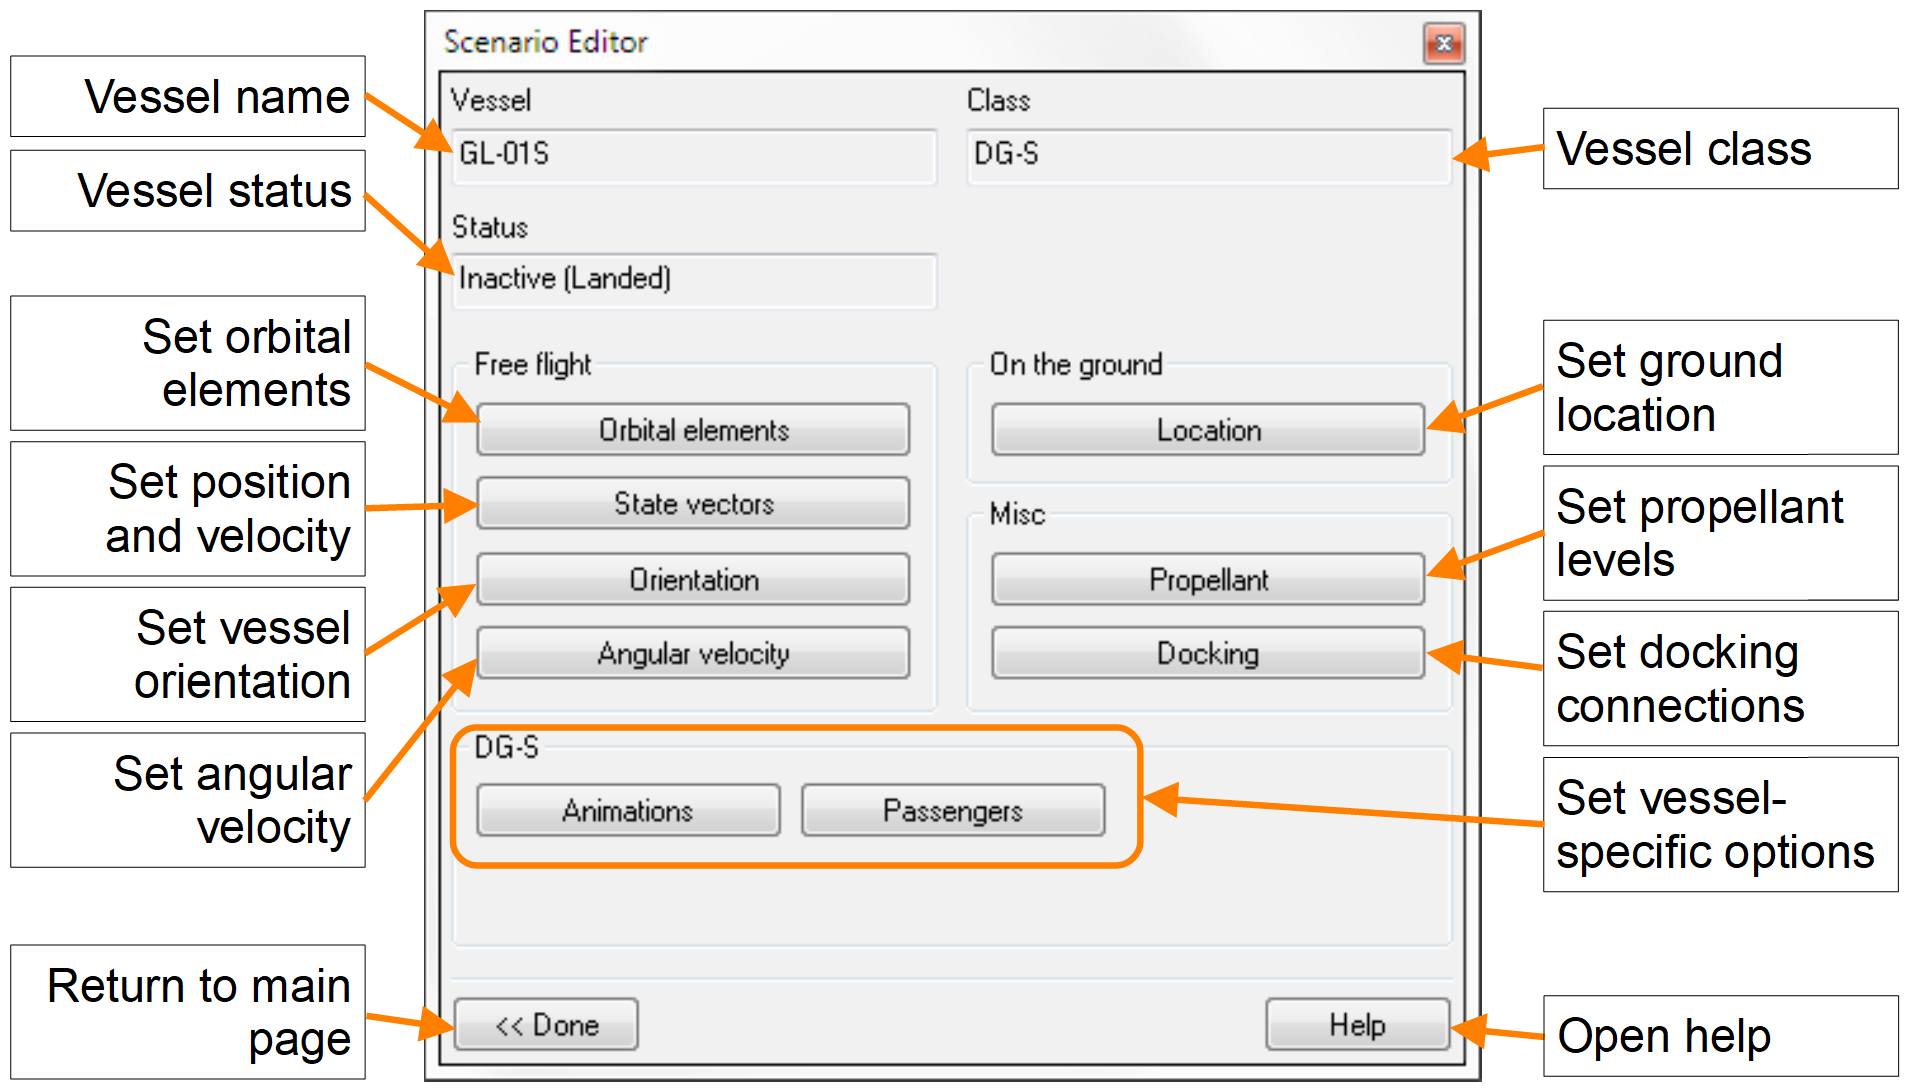 Scenario Editor
Vessel name
Vessel status
Set orbital
elements
Set position
and velocity
Set vessel
orientation
Set angular
velocity
Return to main
page
Vessel
GL-01S
Class
DG-S
Status
Inactive (Landed)
Free flight
Orbital elements
State vectors
Orientation
Angular velocity
On the ground
Location
Misc
Propellant
Docking
DG-S
Animations
Passengers
<< Done
Help
Vessel class
Set ground
location
Set propellant
levels
Set docking
connections
Set vessel-
specific options
Open help